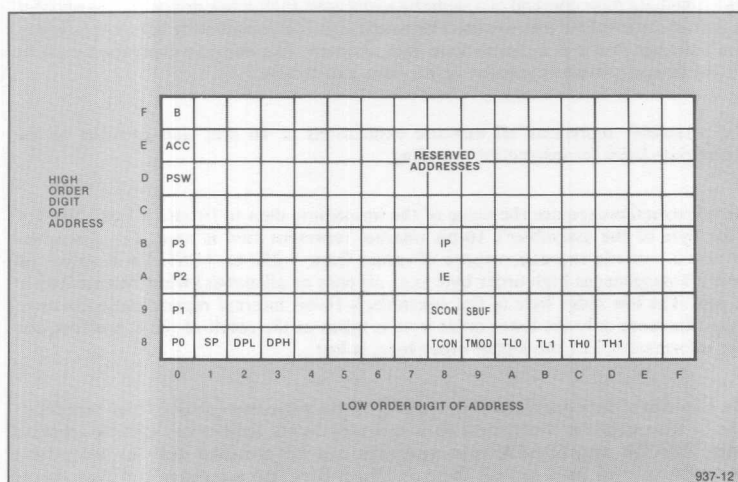 F B
E ACC
RESERVED
ADDRESSES
D PSW
HIGH
ORDER
DIGIT
OF
ADDRESS
C
B P3 IP
A P2 IE
9 P1 SCON SBUF
8 P0 SP DPL DPH TCON TMOD TL0 TL1 TH0 TH1
0 1 2 3 4 5 6 7 8 9 A B C D E F
LOW ORDER DIGIT OF ADDRESS
937-12